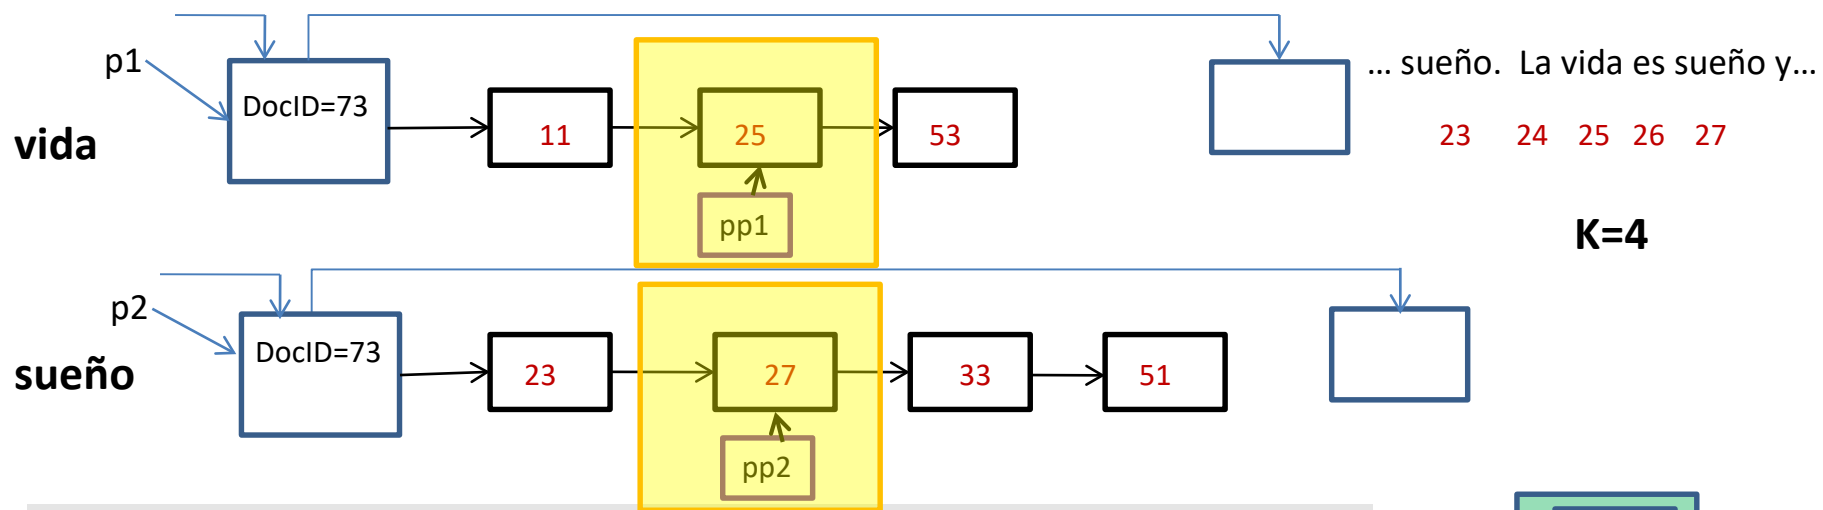 p1
DocID=73
… sueño. La vida es sueño y…
vida
11
25
53
23 24 25 26 27
pp1
K=4
p2
DocID=73
sueño
23
27
33
51
pp2